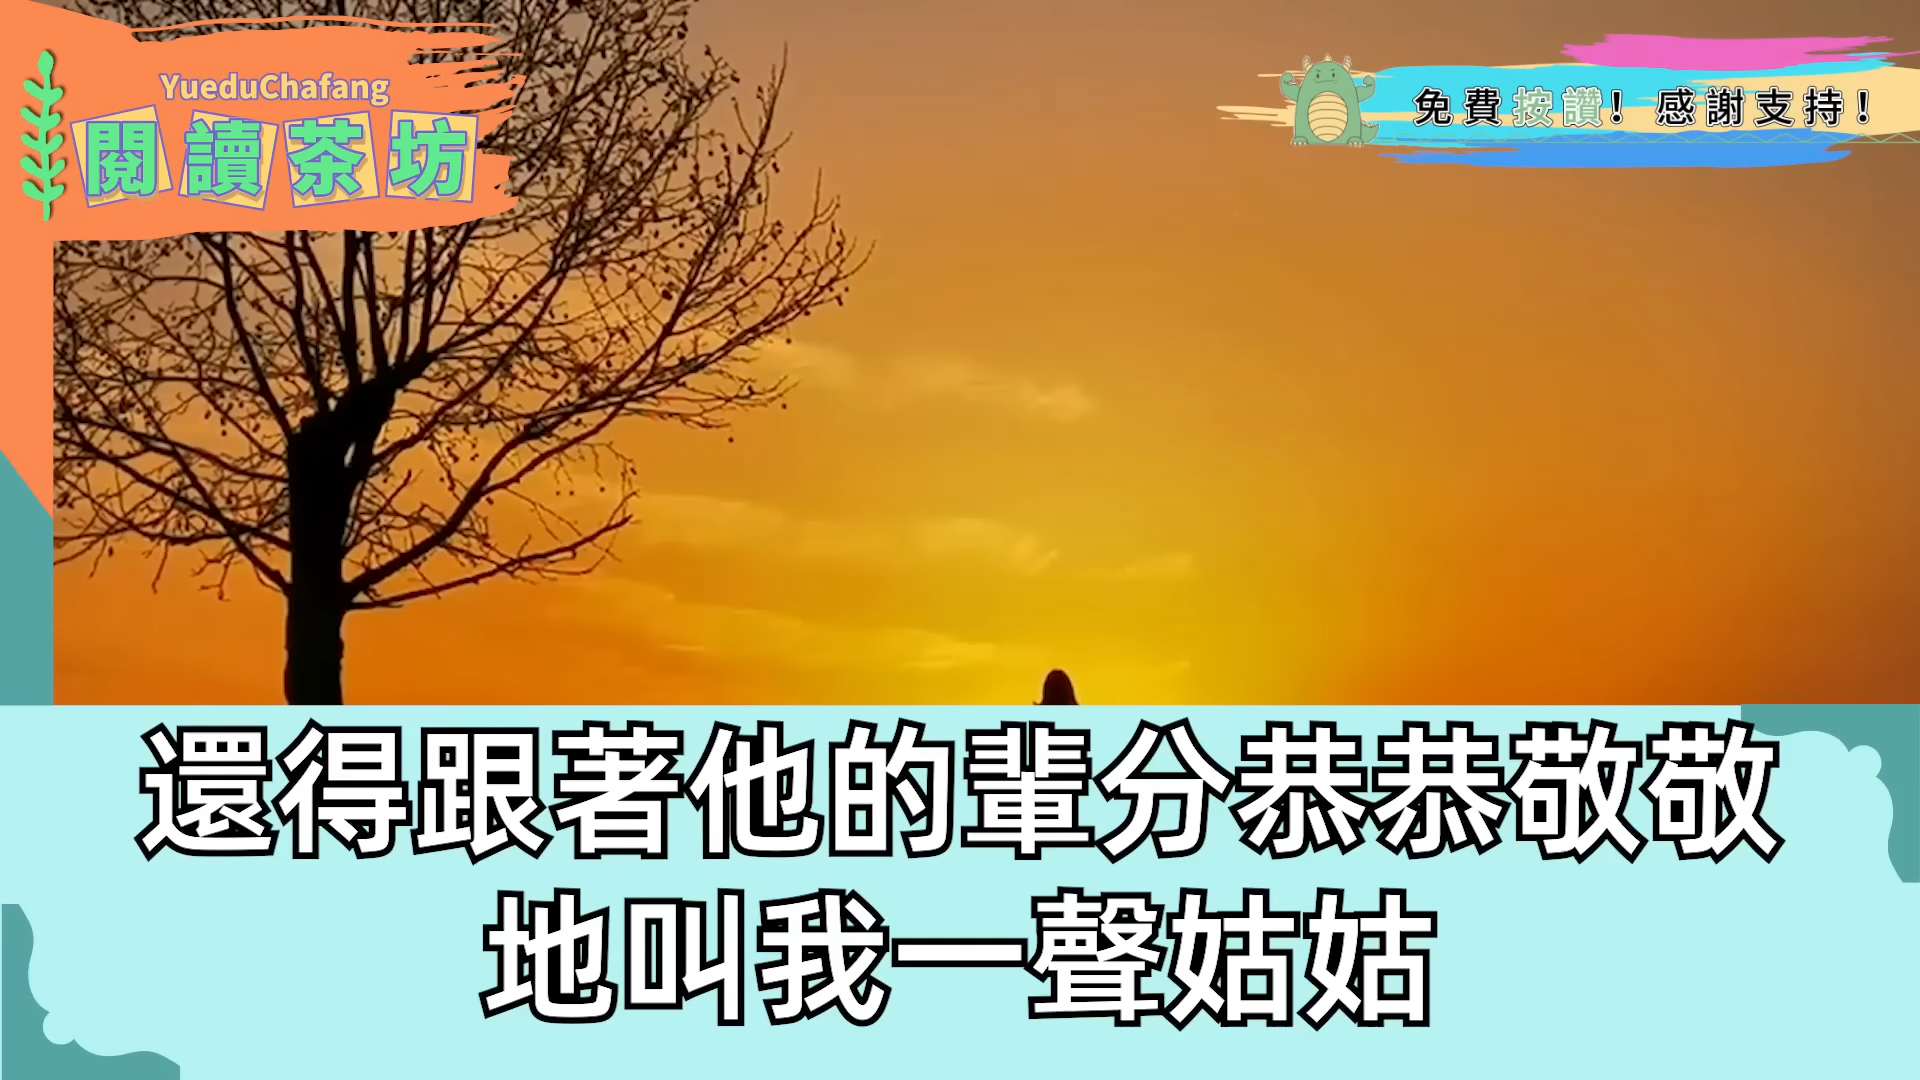 YueduChafang
閱讀茶坊
免費按讚！感謝支持！
還得跟著他的輩分恭恭敬敬
地叫我一聲姑姑